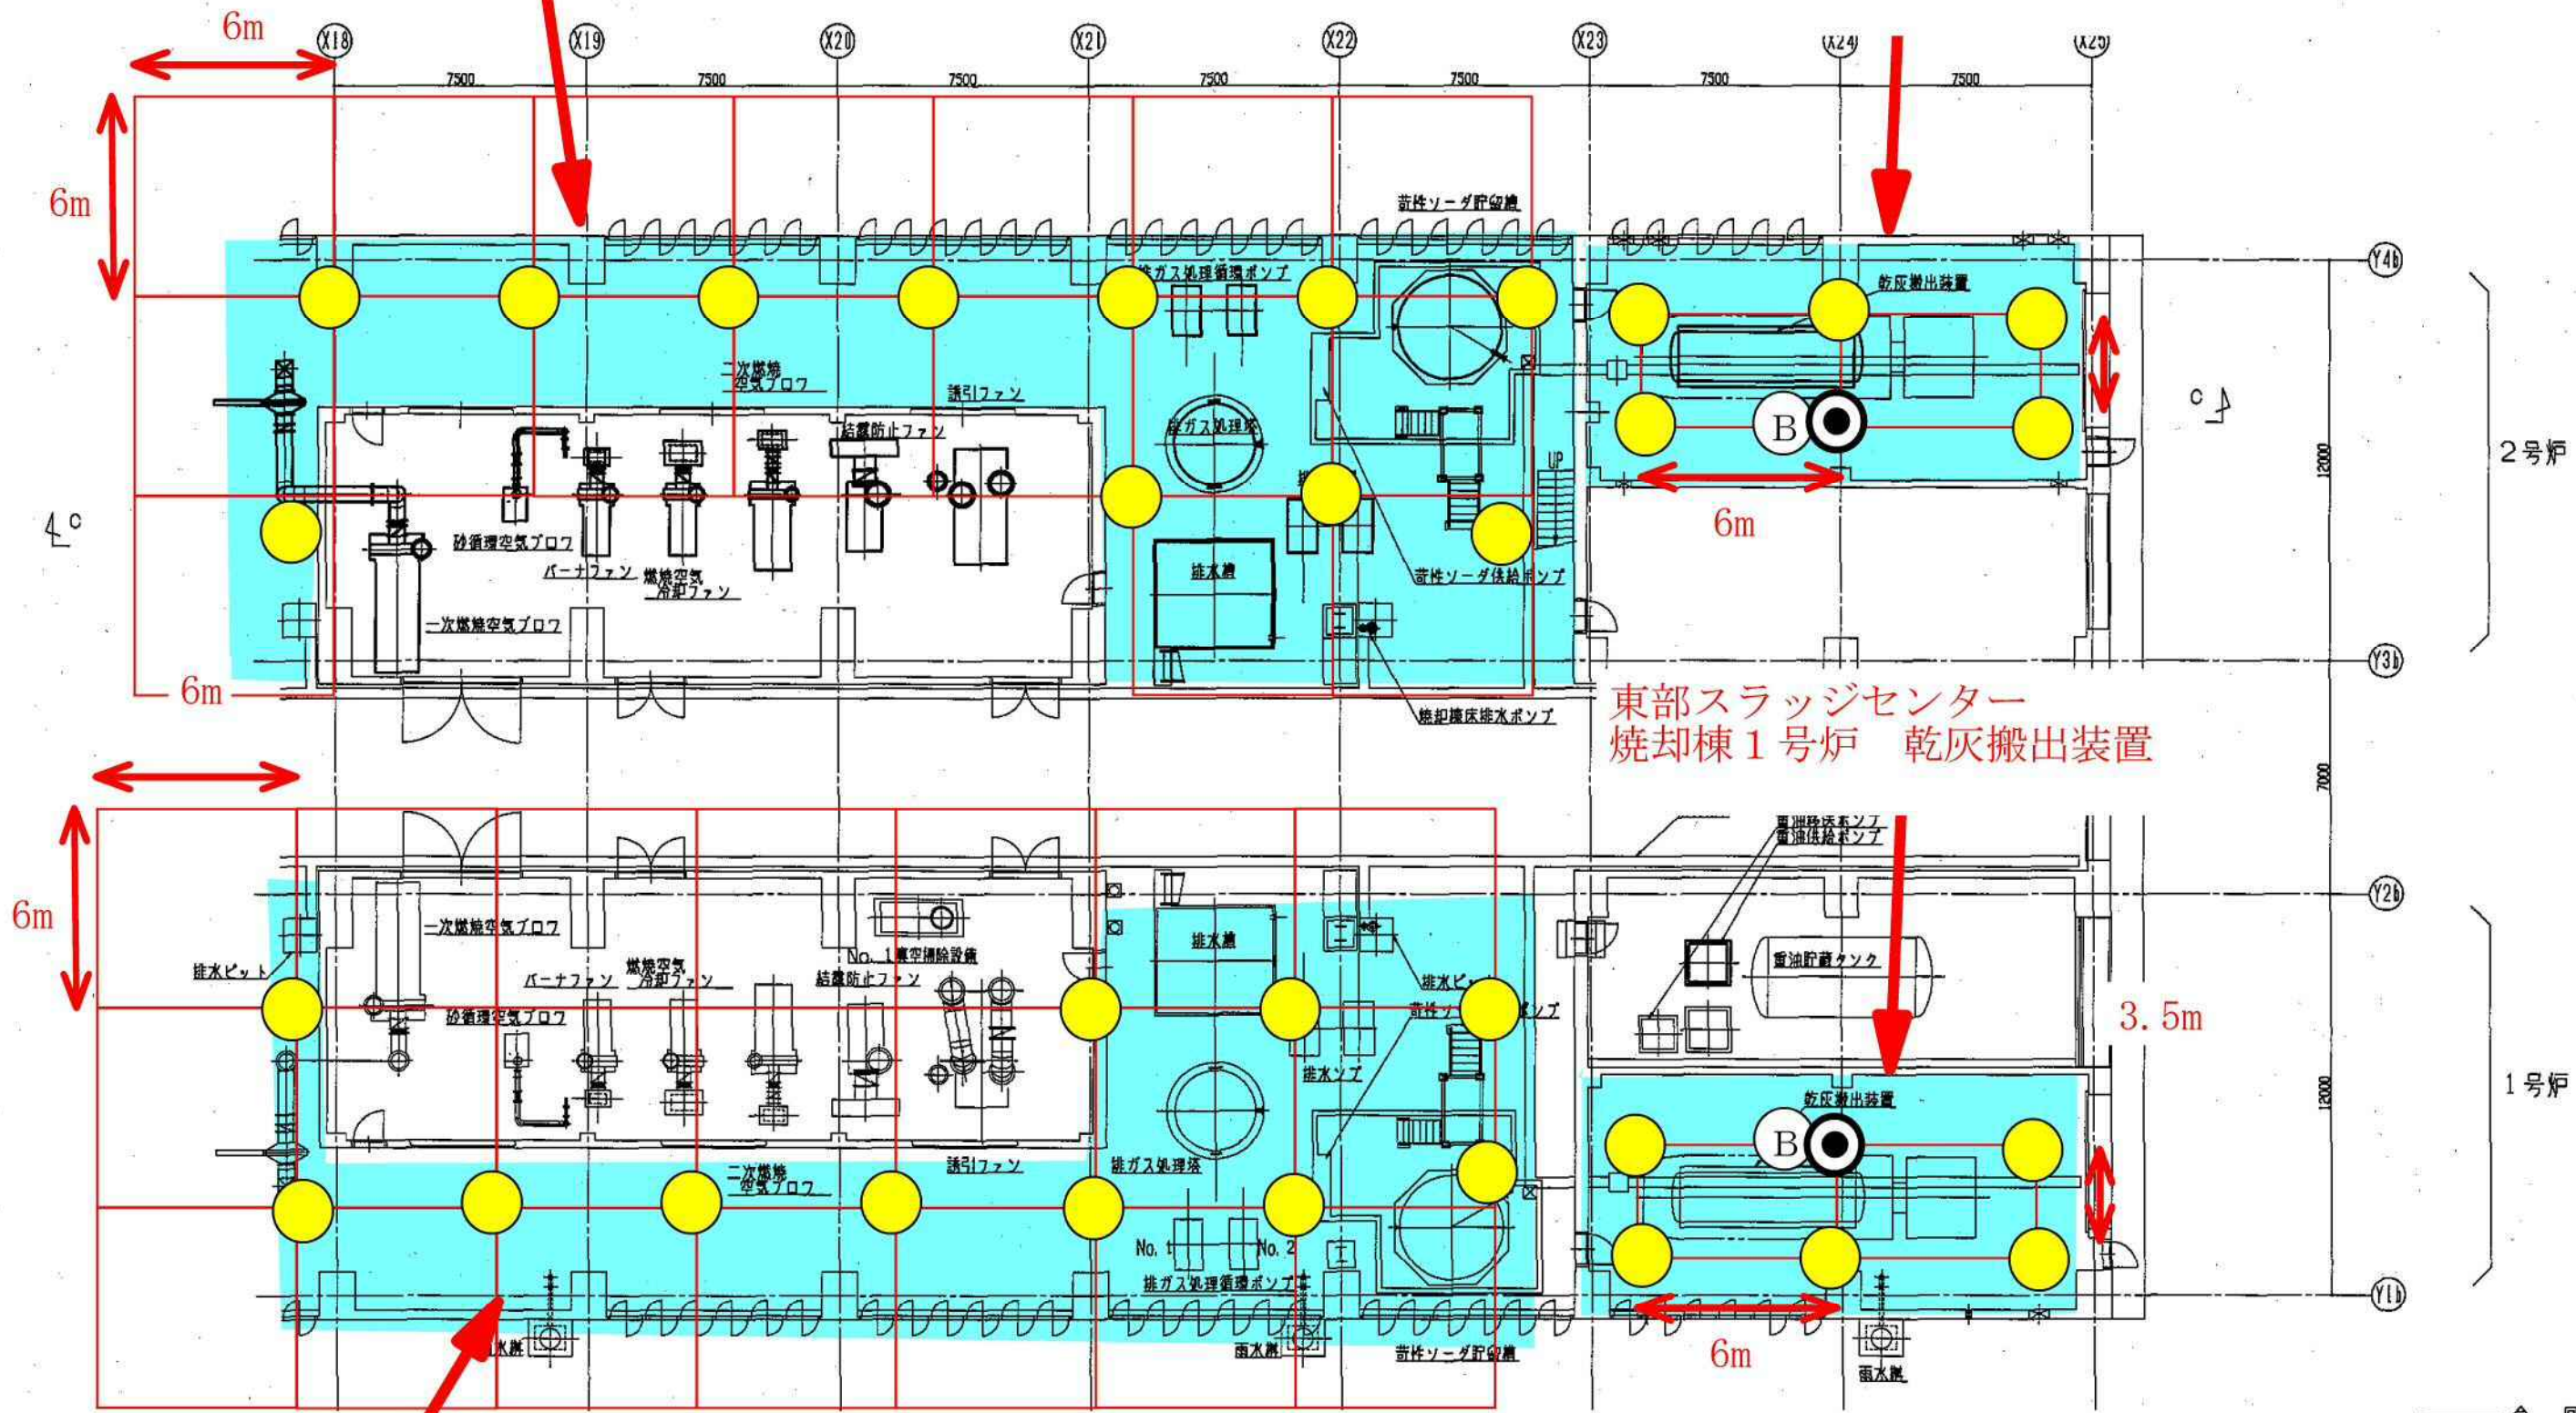 6m
X18
X19
X20
X21
X22
X23
X24
X25
7500
7500
7500
7500
7500
7500
7500
6m
苛性ソーダ貯留槽
Y4b
排ガス処理循環ポンプ
乾灰搬出装置
二次燃焼
空気ブロワ
誘引ファン
結露防止ファン
排ガス処理塔
B
C
12000
2号炉
UP
6m
C
砂循環空気ブロワ
バーナファン
燃焼空気
冷却ファン
排水槽
苛性ソーダ供給ポンプ
一次燃焼空気ブロワ
Y3b
6m
焼却棟床排水ポンプ
東部スラッジセンター
焼却棟1号炉 乾灰搬出装置
7000
重油移送ポンプ
重油供給ポンプ
6m
Y2b
一次燃焼空気ブロワ
排水槽
排水ピット
No. 1真空掃除設備
バーナファン
燃焼空気
冷却ファン
結露防止ファン
重油貯蔵タンク
砂循環空気ブロワ
3.5m
排水ポンプ
1号炉
乾灰搬出装置
B
12000
二次燃焼
空気ブロワ
誘引ファン
排ガス処理塔
No. 1
No. 2
排ガス処理循環ポンプ
Y1b
雨水桝
苛性ソーダ貯留槽
6m
雨水桝